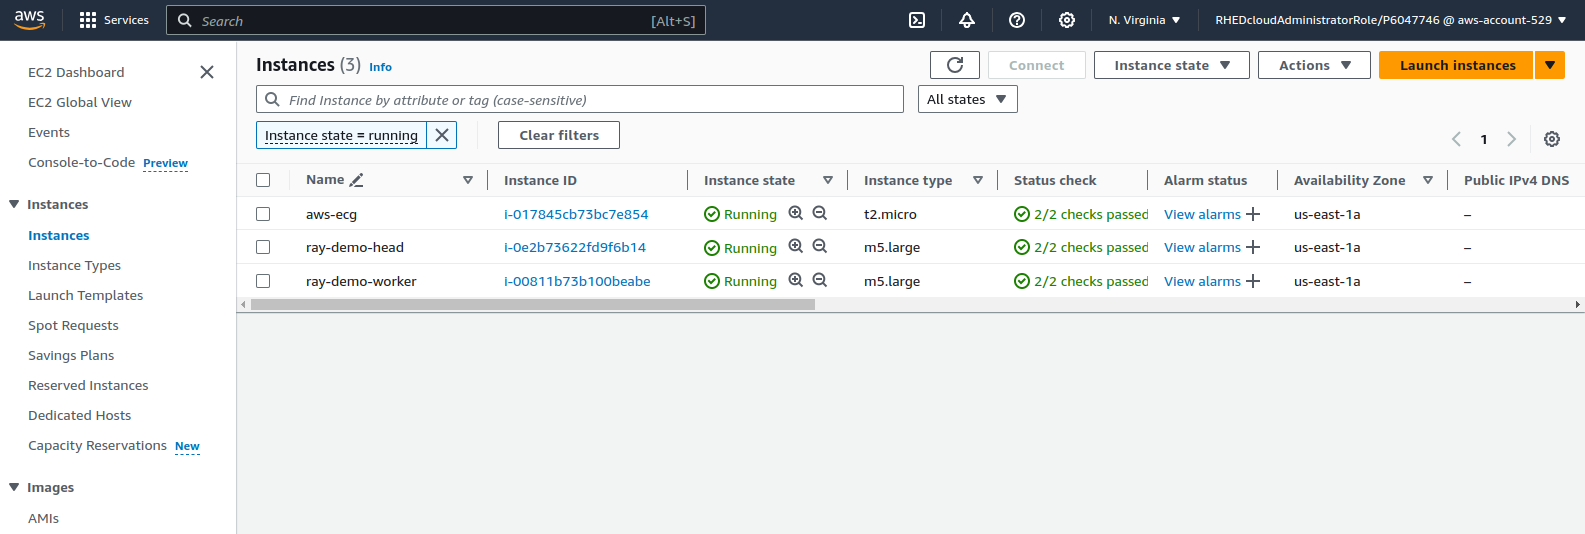 aws Services Search [Alt+S] N. Virginia RHEDcloudAdministratorRole/P6047746 @ aws-account-529
EC2 Dashboard
EC2 Global View
Events
Console-to-Code Preview
Instances
Instances
Instance Types
Launch Templates
Spot Requests
Savings Plans
Reserved Instances
Dedicated Hosts
Capacity Reservations New
Images
AMIs
Instances (3) Info Connect Instance state Actions Launch instances
Find Instance by attribute or tag (case-sensitive) All states
Instance state = running Clear filters 1
Name Instance ID Instance state Instance type Status check Alarm status Availability Zone Public IPv4 DNS
aws-ecg i-017845cb73bc7e854 Running t2.micro 2/2 checks passed View alarms + us-east-1a –
ray-demo-head i-0e2b73622fd9f6b14 Running m5.large 2/2 checks passed View alarms + us-east-1a –
ray-demo-worker i-00811b73b100beabe Running m5.large 2/2 checks passed View alarms + us-east-1a –